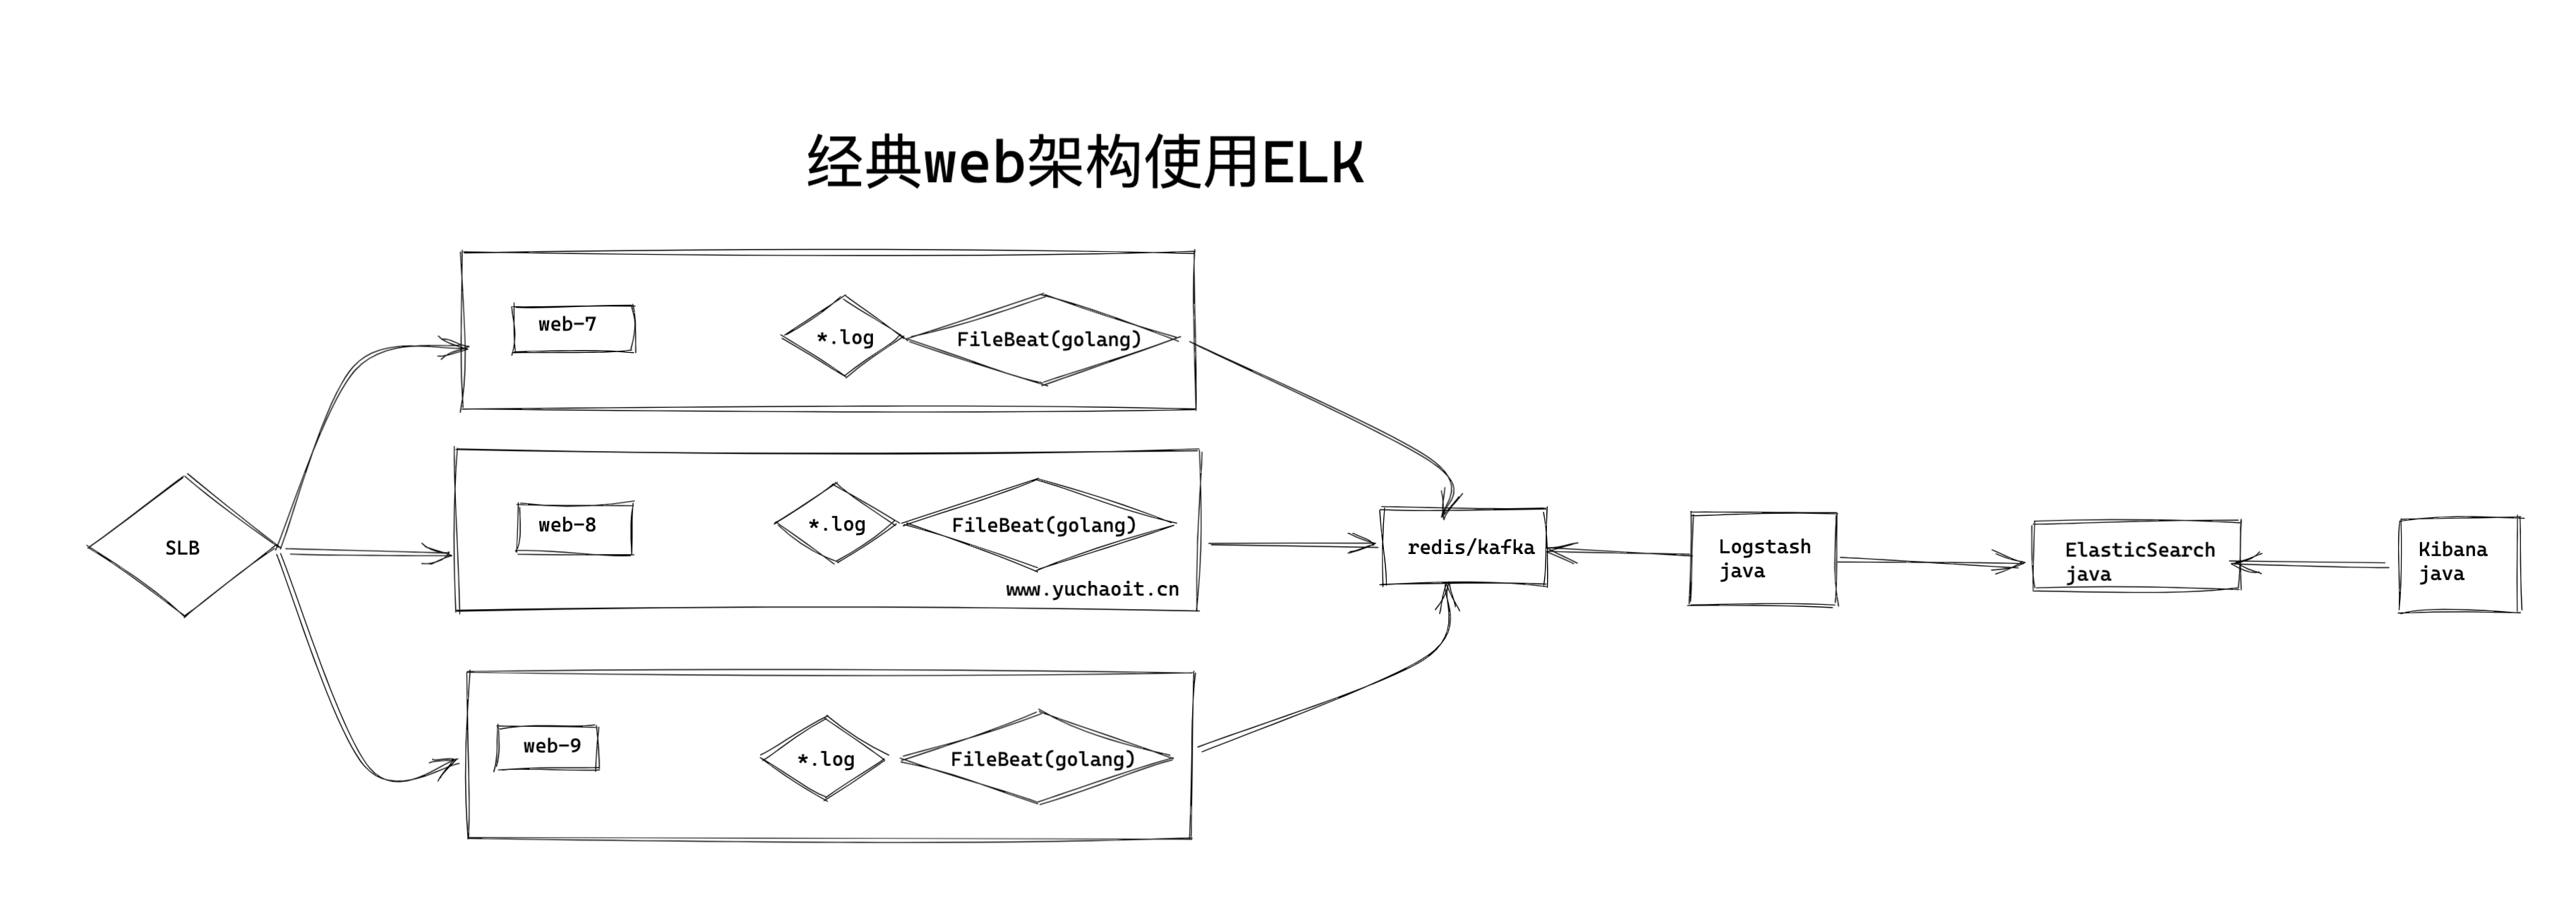 经典web架构使用ELK
web-7
*.log
FileBeat(golang)
SLB
web-8
*.log
FileBeat(golang)
www.yuchaoit.cn
web-9
*.log
FileBeat(golang)
redis/kafka
Logstash
java
ElasticSearch
java
Kibana
java